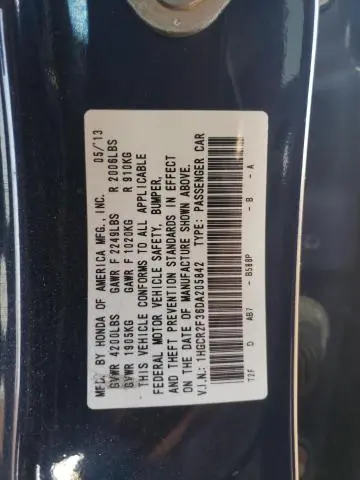 MFD. BY HONDA OF AMERICA MFG., INC. 05/13
GVWR 4200LBS GAWR F 2249LBS R 2006LBS
GVWR 1905KG GAWR F 1020KG R 910KG
THIS VEHICLE CONFORMS TO ALL APPLICABLE
FEDERAL MOTOR VEHICLE SAFETY, BUMPER,
AND THEFT PREVENTION STANDARDS IN EFFECT
ON THE DATE OF MANUFACTURE SHOWN ABOVE.
V.I.N.: 1HGCR2F36DA205842 TYPE: PASSENGER CAR
T2F D AB7 - B588P - B - A